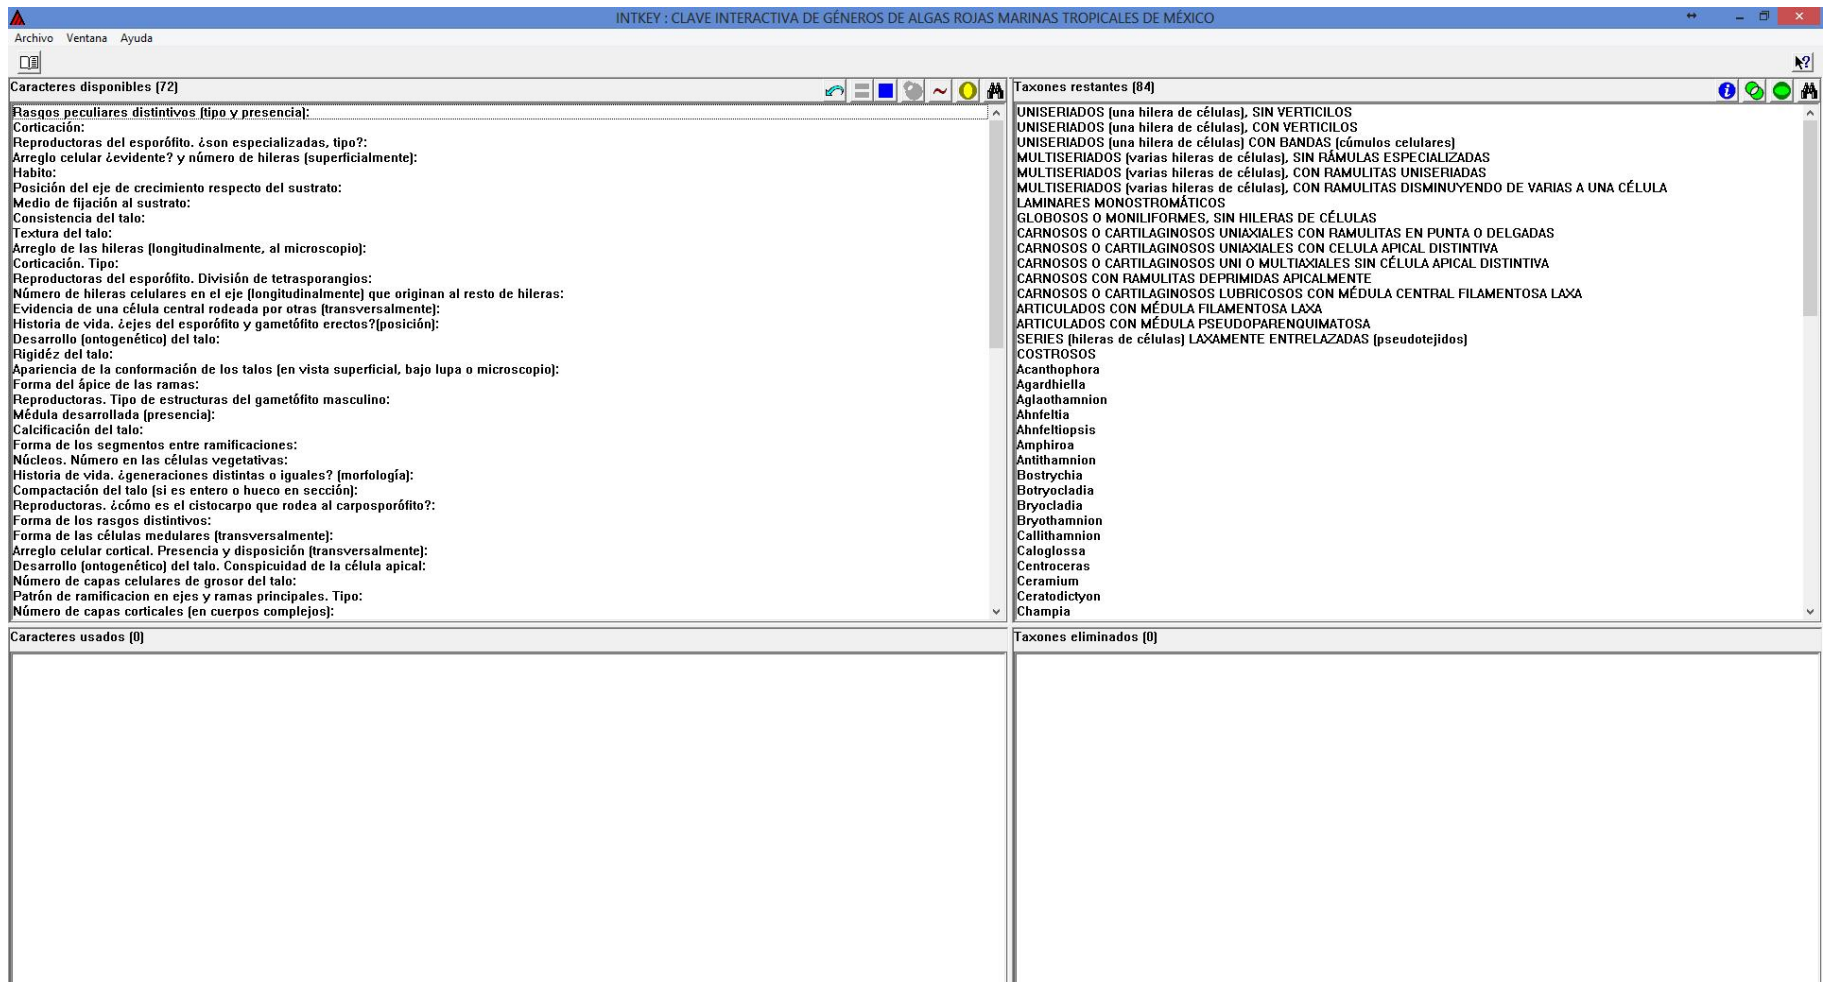 INTKEY : CLAVE INTERACTIVA DE GÉNEROS DE ALGAS ROJAS MARINAS TROPICALES DE MÉXICO
Archivo Ventana Ayuda
Caracteres disponibles (72)
Rasgos peculiares distintivos (tipo y presencia):
Corticación:
Reproductoras del esporófito. ¿son especializadas, tipo?:
Arreglo celular ¿evidente? y número de hileras (superficialmente):
Habito:
Posición del eje de crecimiento respecto del sustrato:
Medio de fijación al sustrato:
Consistencia del talo:
Textura del talo:
Arreglo de las hileras (longitudinalmente, al microscopio):
Corticación. Tipo:
Reproductoras del esporófito. División de tetrasporangios:
Número de hileras celulares en el eje (longitudinalmente) que originan al resto de hileras:
Evidencia de una célula central rodeada por otras (transversalmente):
Historia de vida. ¿ejes del esporófito y gametófito erectos?(posición):
Desarrollo (ontogenético) del talo:
Rigidéz del talo:
Apariencia de la conformación de los talos (en vista superficial, bajo lupa o microscopio):
Forma del ápice de las ramas:
Reproductoras. Tipo de estructuras del gametófito masculino:
Médula desarrollada (presencia):
Calcificación del talo:
Forma de los segmentos entre ramificaciones:
Núcleos. Número en las células vegetativas:
Historia de vida. ¿generaciones distintas o iguales? (morfología):
Compactación del talo (si es entero o hueco en sección):
Reproductoras. ¿cómo es el cistocarpo que rodea al carposporófito?:
Forma de los rasgos distintivos:
Forma de las células medulares (transversalmente):
Arreglo celular cortical. Presencia y disposición (transversalmente):
Desarrollo (ontogenético) del talo. Conspicuidad de la célula apical:
Número de capas celulares de grosor del talo:
Patrón de ramificacion en ejes y ramas principales. Tipo:
Número de capas corticales (en cuerpos complejos):
Taxones restantes (84)
UNISERIADOS (una hilera de células), SIN VERTICILOS
UNISERIADOS (una hilera de células), CON VERTICILOS
UNISERIADOS (una hilera de células) CON BANDAS (cúmulos celulares)
MULTISERIADOS (varias hileras de células), SIN RÁMULAS ESPECIALIZADAS
MULTISERIADOS (varias hileras de células), CON RAMULITAS UNISERIADAS
MULTISERIADOS (varias hileras de células), CON RAMULITAS DISMINUYENDO DE VARIAS A UNA CÉLULA
LAMINARES MONOSTROMÁTICOS
GLOBOSOS O MONILIFORMES, SIN HILERAS DE CÉLULAS
CARNOSOS O CARTILAGINOSOS UNIAXIALES CON RAMULITAS EN PUNTA O DELGADAS
CARNOSOS O CARTILAGINOSOS UNIAXIALES CON CELULA APICAL DISTINTIVA
CARNOSOS O CARTILAGINOSOS UNI O MULTIAXIALES SIN CÉLULA APICAL DISTINTIVA
CARNOSOS CON RAMULITAS DEPRIMIDAS APICALMENTE
CARNOSOS O CARTILAGINOSOS LUBRICOSOS CON MÉDULA CENTRAL FILAMENTOSA LAXA
ARTICULADOS CON MÉDULA FILAMENTOSA LAXA
ARTICULADOS CON MÉDULA PSEUDOPARENQUIMATOSA
SERIES (hileras de células) LAXAMENTE ENTRELAZADAS (pseudotejidos)
COSTROSOS
Acanthophora
Agardhiella
Aglaothamnion
Ahnfeltia
Ahnfeltiopsis
Amphiroa
Antithamnion
Bostrychia
Botryocladia
Bryocladia
Bryothamnion
Callithamnion
Caloglossa
Centroceras
Ceramium
Ceratodictyon
Champia
Caracteres usados (0)
Taxones eliminados (0)